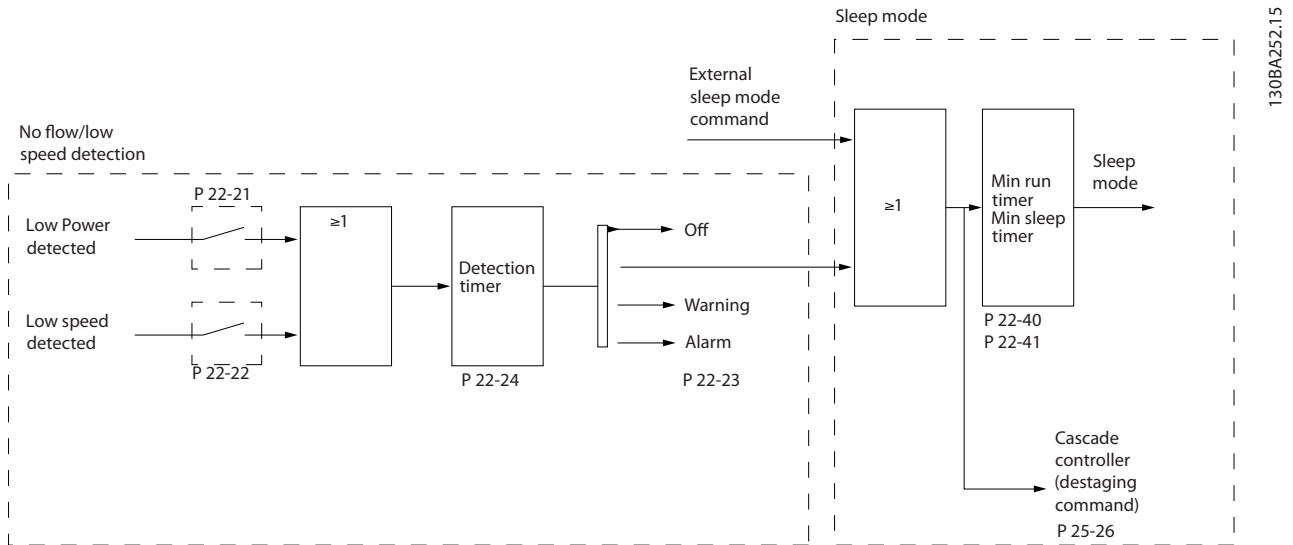 Sleep mode
130BA252.15
External
sleep mode
command
No flow/low
speed detection
P 22-21
Low Power
detected
≥1
Detection
timer
Off
Warning
Alarm
Low speed
detected
P 22-22
P 22-24
P 22-23
≥1
Min run
timer
Min sleep
timer
Sleep
mode
P 22-40
P 22-41
Cascade
controller
(destaging
command)
P 25-26